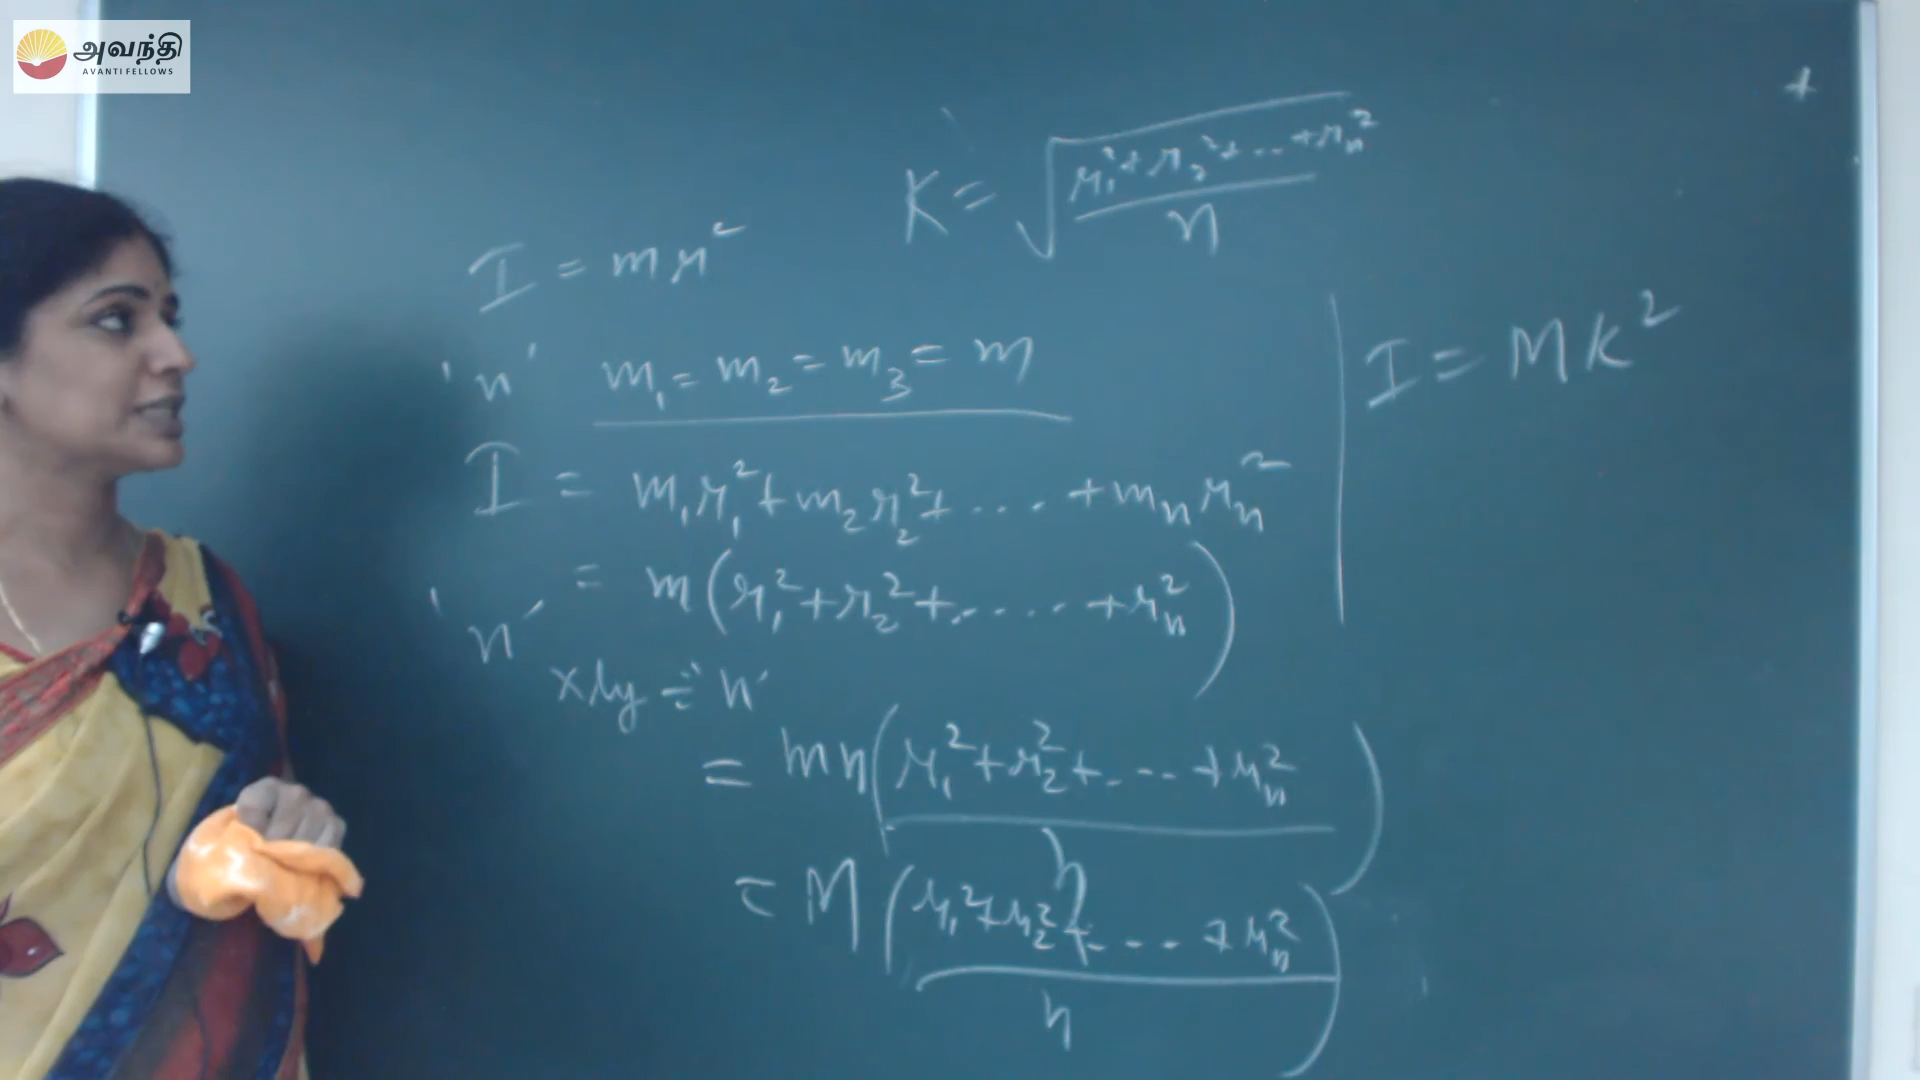 அவந்தி
AVANTI FELLOWS
K = √((r₁² + r₂² + ... + rₙ²)/n)
I = mr²
'n' m₁ = m₂ = m₃ = m
I = MK²
I = m₁r₁² + m₂r₂² + .... + mₙrₙ²
= m(r₁² + r₂² + ..... + rₙ²)
'n'
xly ÷ 'n'
= mn((r₁² + r₂² + .... + rₙ²)/n)
= M((r₁² + r₂² + .... + rₙ²)/n)